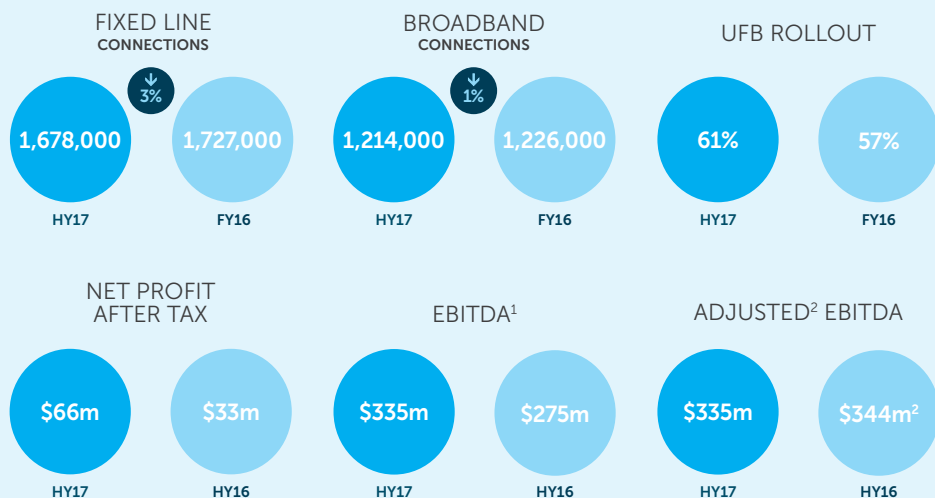 FIXED LINE
CONNECTIONS
3%
1,678,000
1,727,000
HY17
FY16
BROADBAND
CONNECTIONS
1%
1,214,000
1,226,000
HY17
FY16
UFB ROLLOUT
61%
57%
HY17
FY16
NET PROFIT
AFTER TAX
$66m
$33m
HY17
HY16
EBITDA¹
$335m
$275m
HY17
HY16
ADJUSTED² EBITDA
$335m
$344m²
HY17
HY16